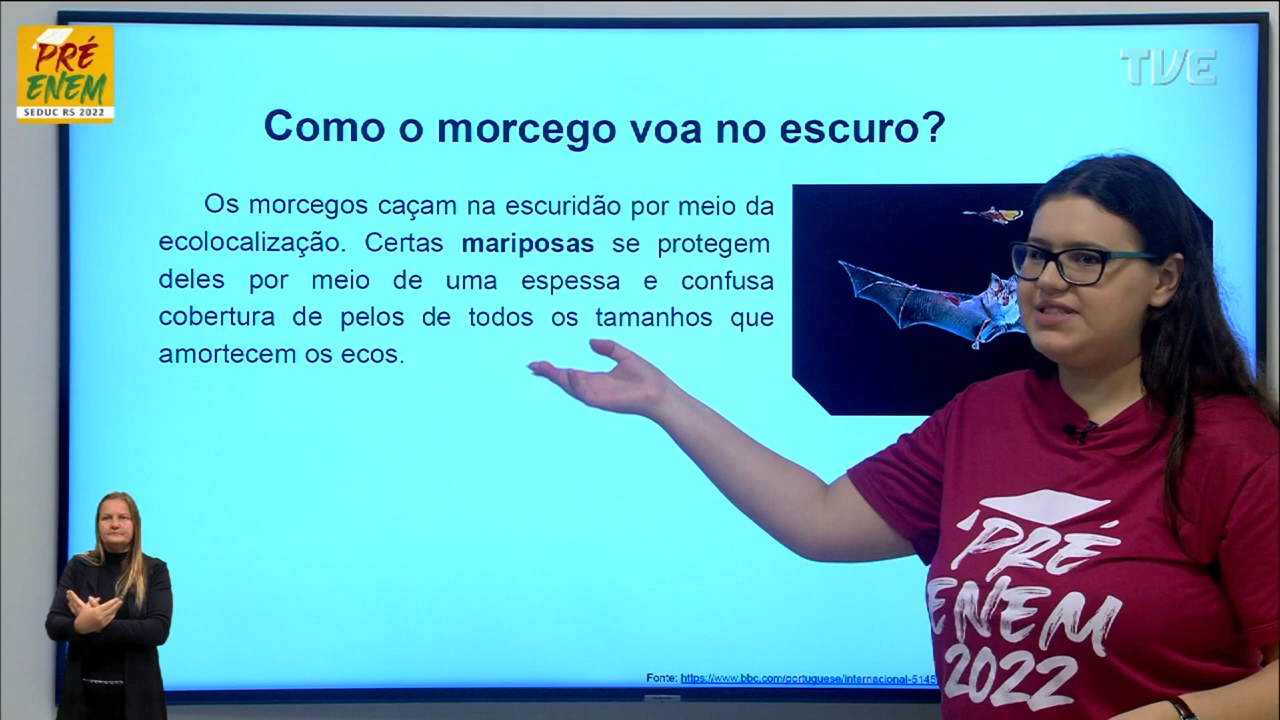 PRÉ
ENEM
SEDUC RS 2022
TVE
Como o morcego voa no escuro?
Os morcegos caçam na escuridão por meio da
ecolocalização. Certas mariposas se protegem
deles por meio de uma espessa e confusa
cobertura de pelos de todos os tamanhos que
amortecem os ecos.
PRÉ
ENEM
2022
Fonte: https://www.bbc.com/portuguese/internacional-5145